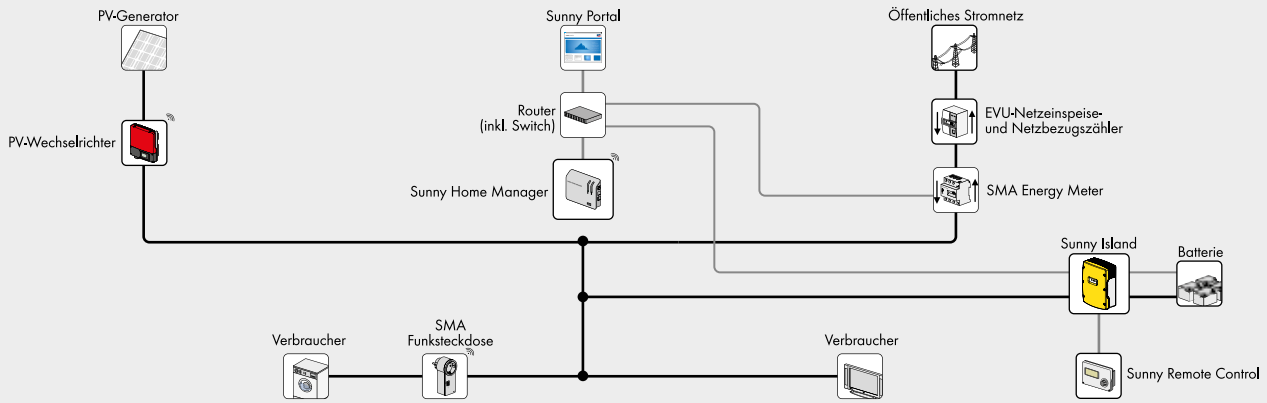 PV-Generator
Sunny Portal
Öffentliches Stromnetz
Router
(inkl. Switch)
EVU-Netzeinspeise-
und Netzbezugszähler
PV-Wechselrichter
Sunny Home Manager
SMA Energy Meter
Sunny Island
Batterie
Verbraucher
SMA
Funksteckdose
Verbraucher
Sunny Remote Control